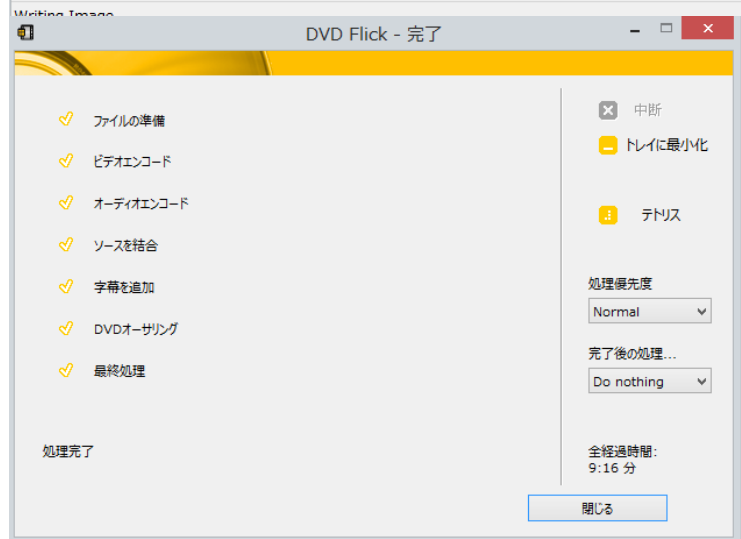 Writing Image
DVD Flick - 完了
ファイルの準備
ビデオエンコード
オーディオエンコード
ソースを結合
字幕を追加
DVDオーサリング
最終処理
処理完了
中断
トレイに最小化
テトリス
処理優先度
Normal
完了後の処理...
Do nothing
全経過時間:
9:16 分
閉じる